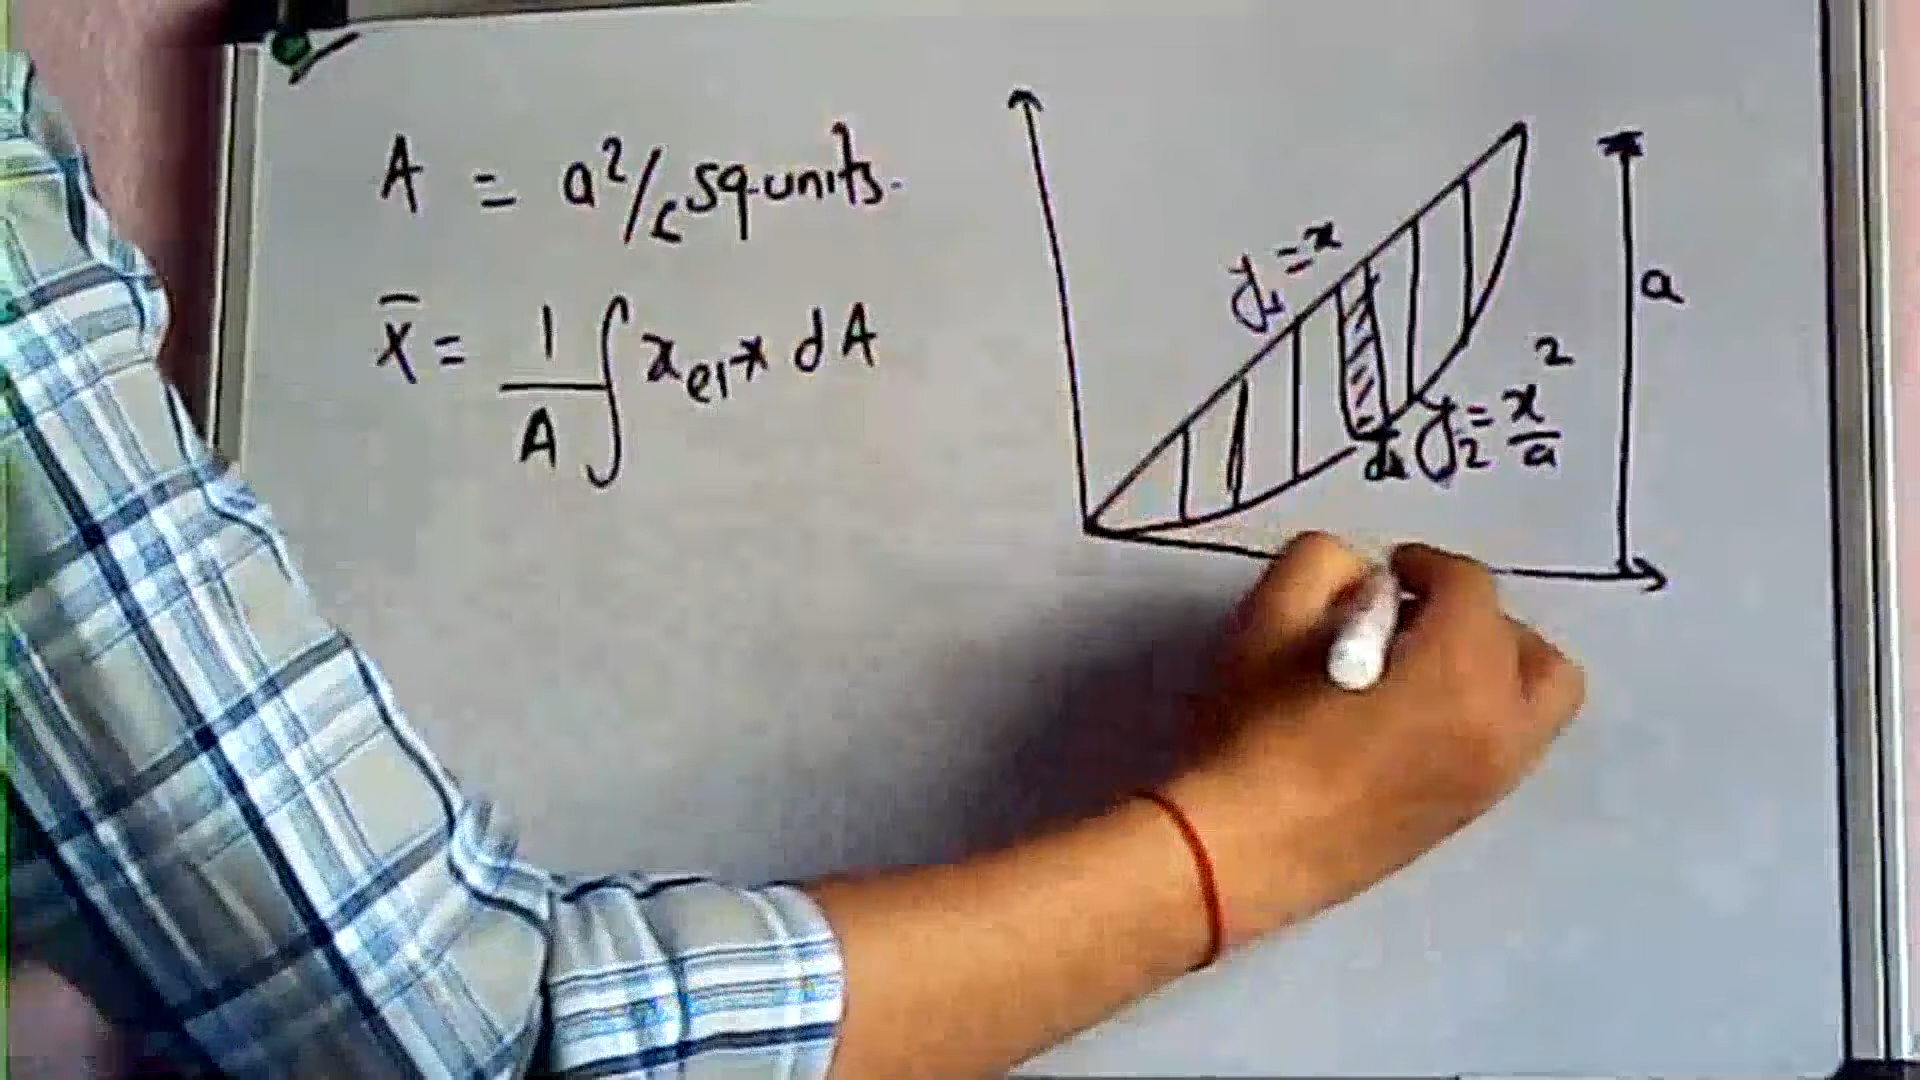 A = a²/6 sq.units.
x̄ = 1/A ∫ x_el * dA
y₁ = x
a
y₂ = x²/a
dx